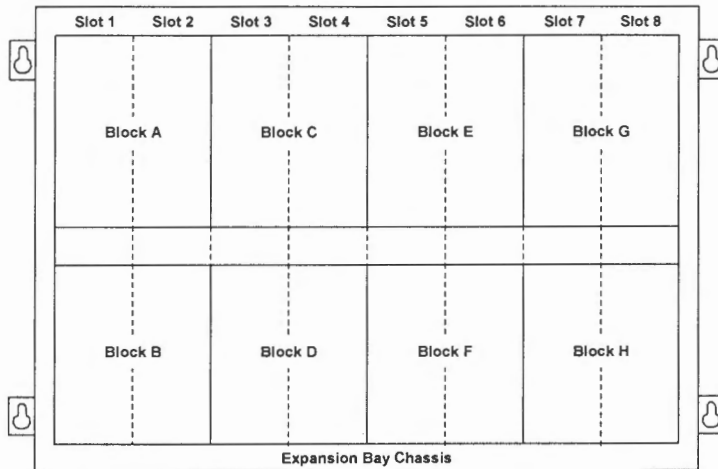 Slot 1 Slot 2 Slot 3 Slot 4 Slot 5 Slot 6 Slot 7 Slot 8
Block A Block C Block E Block G
Block B Block D Block F Block H
Expansion Bay Chassis